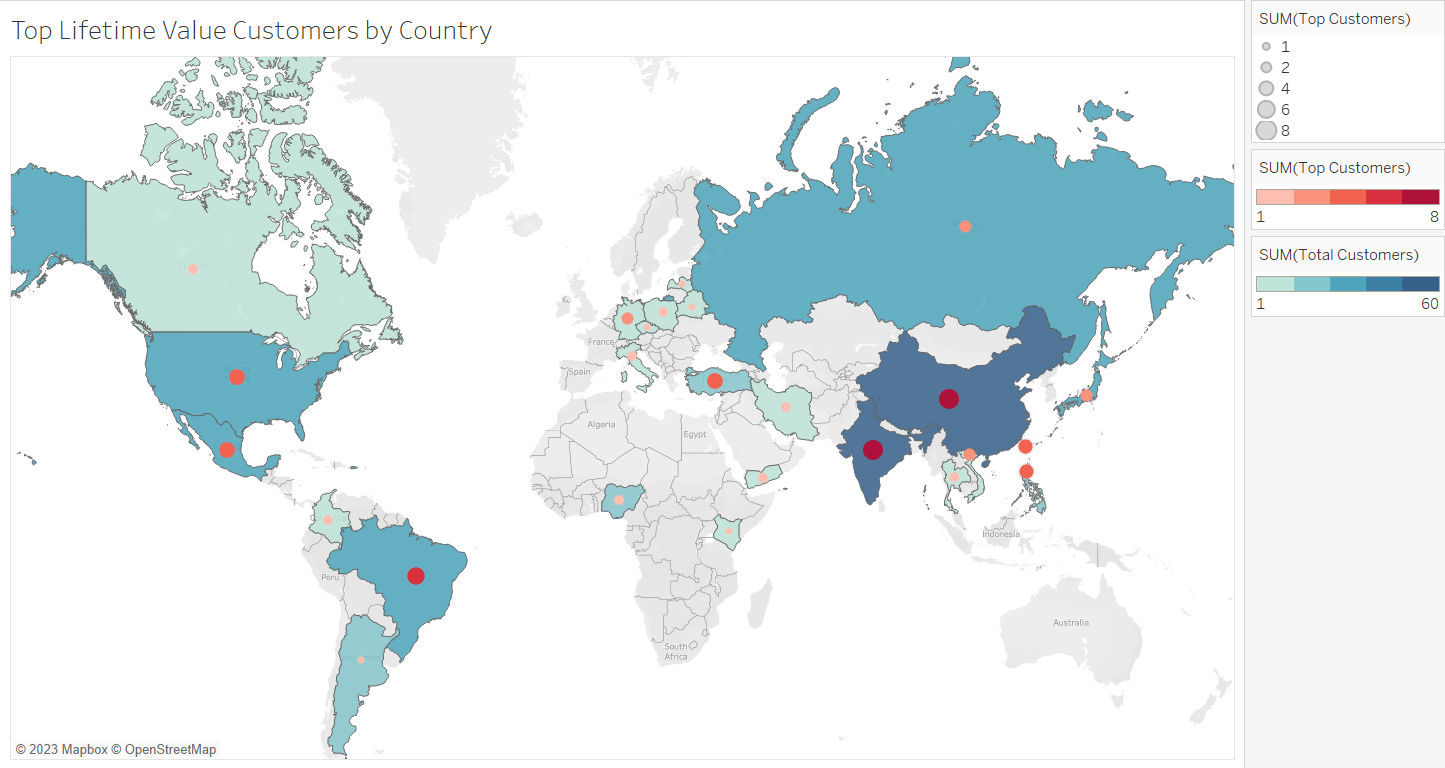 Top Lifetime Value Customers by Country
SUM(Top Customers)
1
2
4
6
8
SUM(Top Customers)
1 8
SUM(Total Customers)
1 60
France
Spain
Algeria
Egypt
Peru
Indonesia
Australia
South
Africa
© 2023 Mapbox © OpenStreetMap